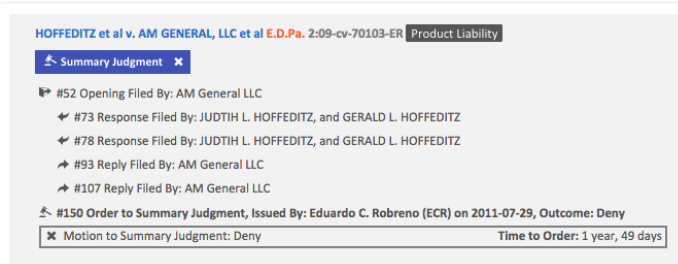 HOFFEDITZ et al v. AM GENERAL, LLC et al E.D.Pa. 2:09-cv-70103-ER Product Liability
Summary Judgment ✖
#52 Opening Filed By: AM General LLC
#73 Response Filed By: JUDTIH L. HOFFEDITZ, and GERALD L. HOFFEDITZ
#78 Response Filed By: JUDTIH L. HOFFEDITZ, and GERALD L. HOFFEDITZ
#93 Reply Filed By: AM General LLC
#107 Reply Filed By: AM General LLC
#150 Order to Summary Judgment, Issued By: Eduardo C. Robreno (ECR) on 2011-07-29, Outcome: Deny
✖ Motion to Summary Judgment: Deny Time to Order: 1 year, 49 days